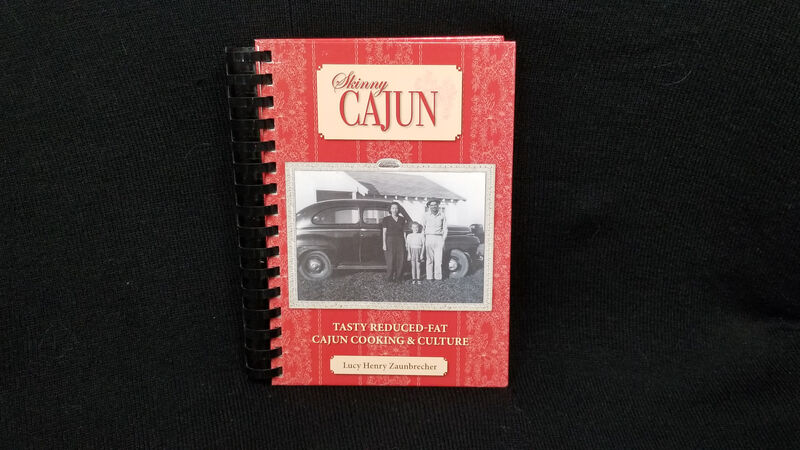 Skinny
CAJUN
TASTY REDUCED-FAT
CAJUN COOKING & CULTURE
Lucy Henry Zaunbrecher